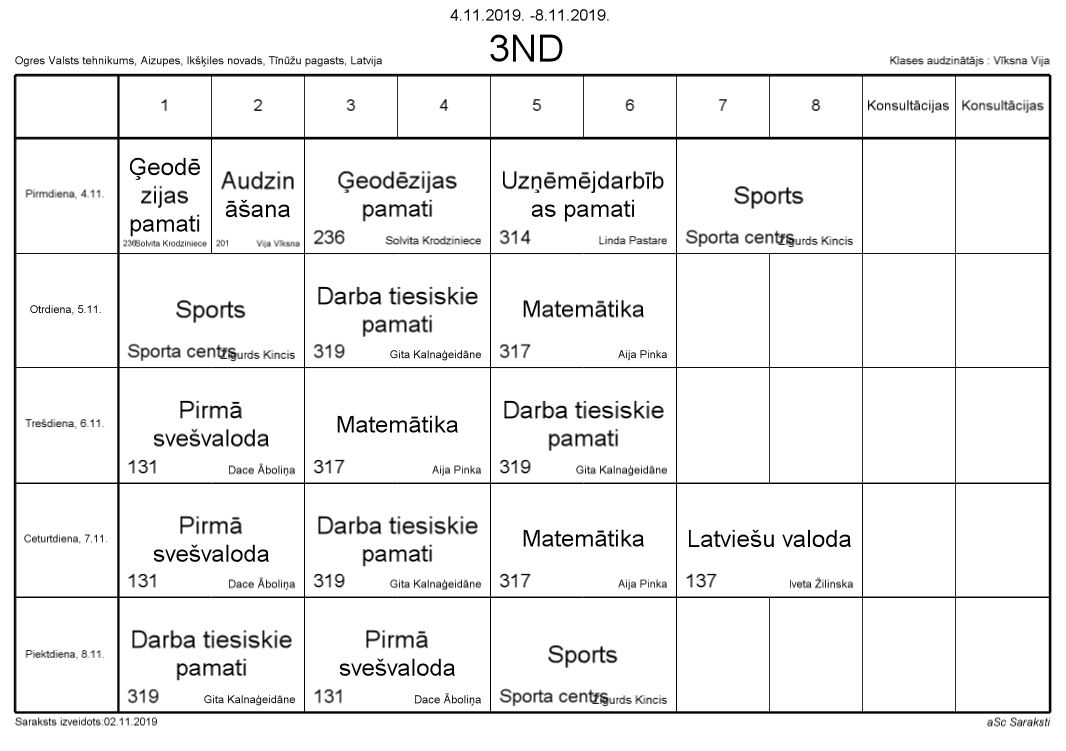 4.11.2019. -8.11.2019.
3ND
Ogres Valsts tehnikums, Aizupes, Ikšķiles novads, Tīnūžu pagasts, Latvija
Klases audzinātājs : Vīksna Vija
1 2 3 4 5 6 7 8 Konsultācijas Konsultācijas
Pirmdiena, 4.11.
Ģeodē
zijas
pamati
236 Solvita Krodziniece
Audzin
āšana
201 Vija Vīksna
Ģeodēzijas
pamati
236 Solvita Krodziniece
Uzņēmējdarbīb
as pamati
314 Linda Pastare
Sports
Sporta centrs Zigurds Kincis
Otrdiena, 5.11.
Sports
Sporta centrs Zigurds Kincis
Darba tiesiskie
pamati
319 Gita Kalnaģeidāne
Matemātika
317 Aija Pinka
Trešdiena, 6.11.
Pirmā
svešvaloda
131 Dace Āboliņa
Matemātika
317 Aija Pinka
Darba tiesiskie
pamati
319 Gita Kalnaģeidāne
Ceturtdiena, 7.11.
Pirmā
svešvaloda
131 Dace Āboliņa
Darba tiesiskie
pamati
319 Gita Kalnaģeidāne
Matemātika
317 Aija Pinka
Latviešu valoda
137 Iveta Žilinska
Piektdiena, 8.11.
Darba tiesiskie
pamati
319 Gita Kalnaģeidāne
Pirmā
svešvaloda
131 Dace Āboliņa
Sports
Sporta centrs Zigurds Kincis
Saraksts izveidots:02.11.2019
aSc Saraksti